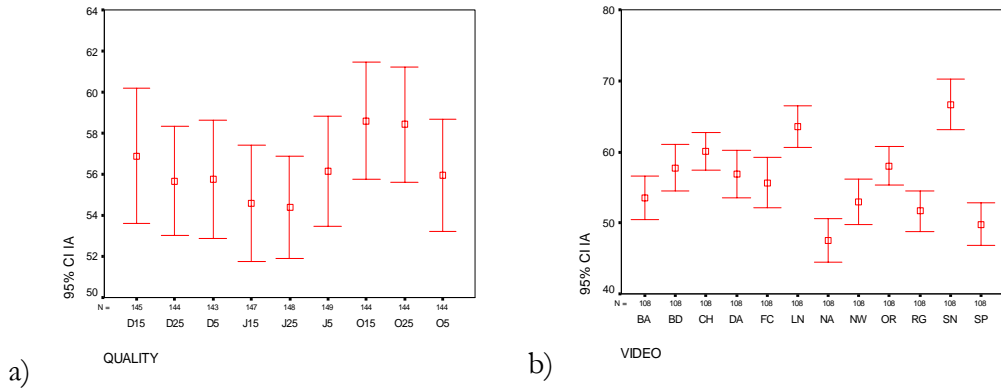 64
62
60
58
56
54
52
50
95% CI IA
N = 145 144 143 147 148 149 144 144 144
D15 D25 D5 J15 J25 J5 O15 O25 O5
QUALITY
a)
80
70
60
50
40
95% CI IA
N = 108 108 108 108 108 108 108 108 108 108 108 108
BA BD CH DA FC LN NA NW OR RG SN SP
VIDEO
b)